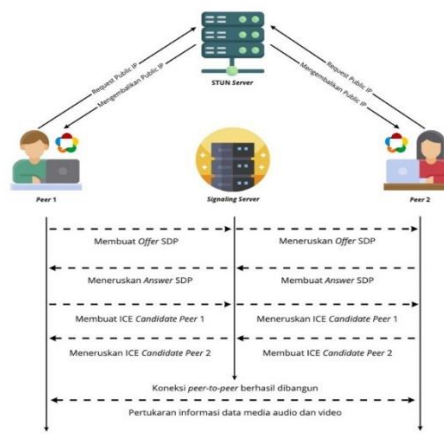 STUN Server
Request Public IP
Mengembalikan Public IP
Request Public IP
Mengembalikan Public IP
Peer 1
Signaling Server
Peer 2
Membuat Offer SDP
Meneruskan Offer SDP
Meneruskan Answer SDP
Membuat Answer SDP
Membuat ICE Candidate Peer 1
Meneruskan ICE Candidate Peer 1
Meneruskan ICE Candidate Peer 2
Membuat ICE Candidate Peer 2
Koneksi peer-to-peer berhasil dibangun
Pertukaran informasi data media audio dan video